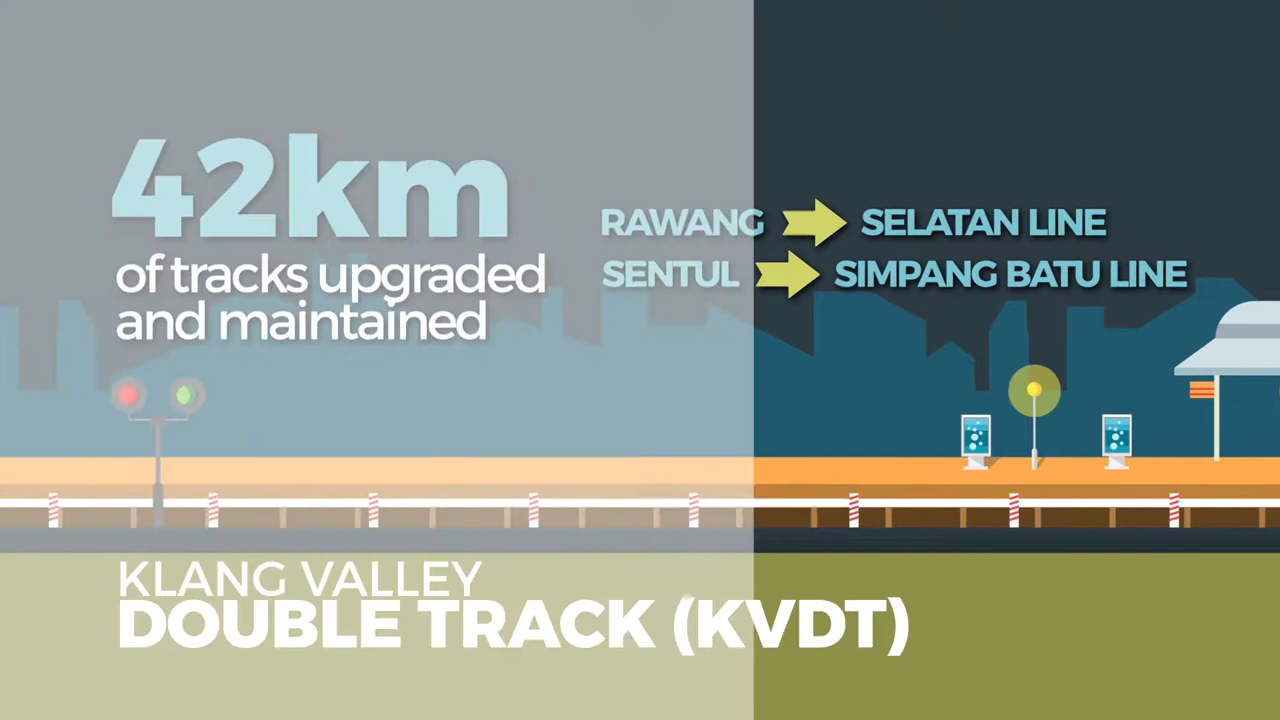 42km
of tracks upgraded
and maintained
RAWANG SELATAN LINE
SENTUL SIMPANG BATU LINE
KLANG VALLEY
DOUBLE TRACK (KVDT)